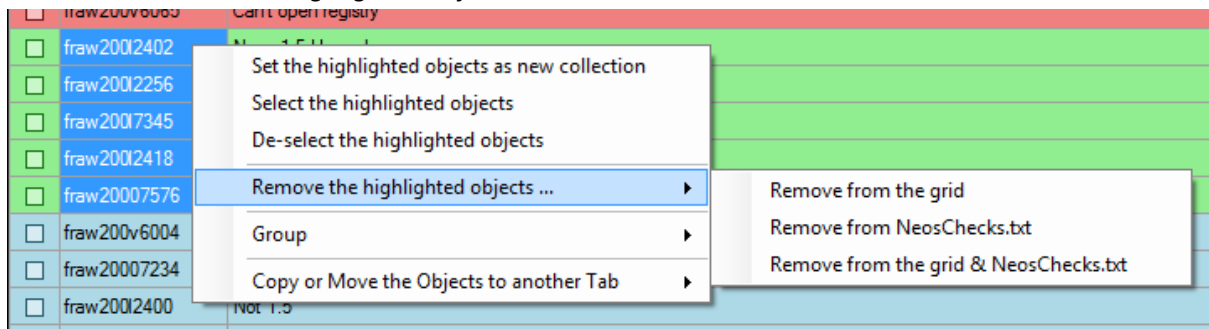 fraw200v6065 Can't open registry
fraw200l2402
fraw200l2256
fraw200l7345
fraw200l2418
fraw20007576
fraw200v6004
fraw20007234
fraw200l2400 Not 1.5
Set the highlighted objects as new collection
Select the highlighted objects
De-select the highlighted objects
Remove the highlighted objects ...
Group
Copy or Move the Objects to another Tab
Remove from the grid
Remove from NeosChecks.txt
Remove from the grid & NeosChecks.txt